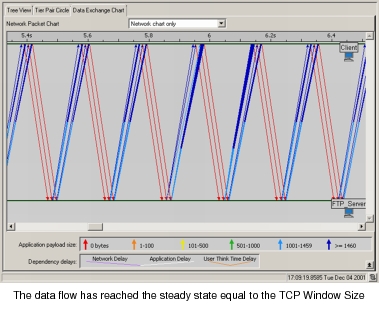 Tree View Tier Pair Circle Data Exchange Chart
Network Packet Chart Network chart only
5.4s 5.6 5.8 6 6.2s 6.4
Client
FTP_Server
Application payload size: 0 bytes 1-100 101-500 501-1000 1001-1459 >= 1460
Dependency delays: Network Delay Application Delay User Think Time Delay
17:09:19.8585 Tue Dec 04 2001
The data flow has reached the steady state equal to the TCP Window Size